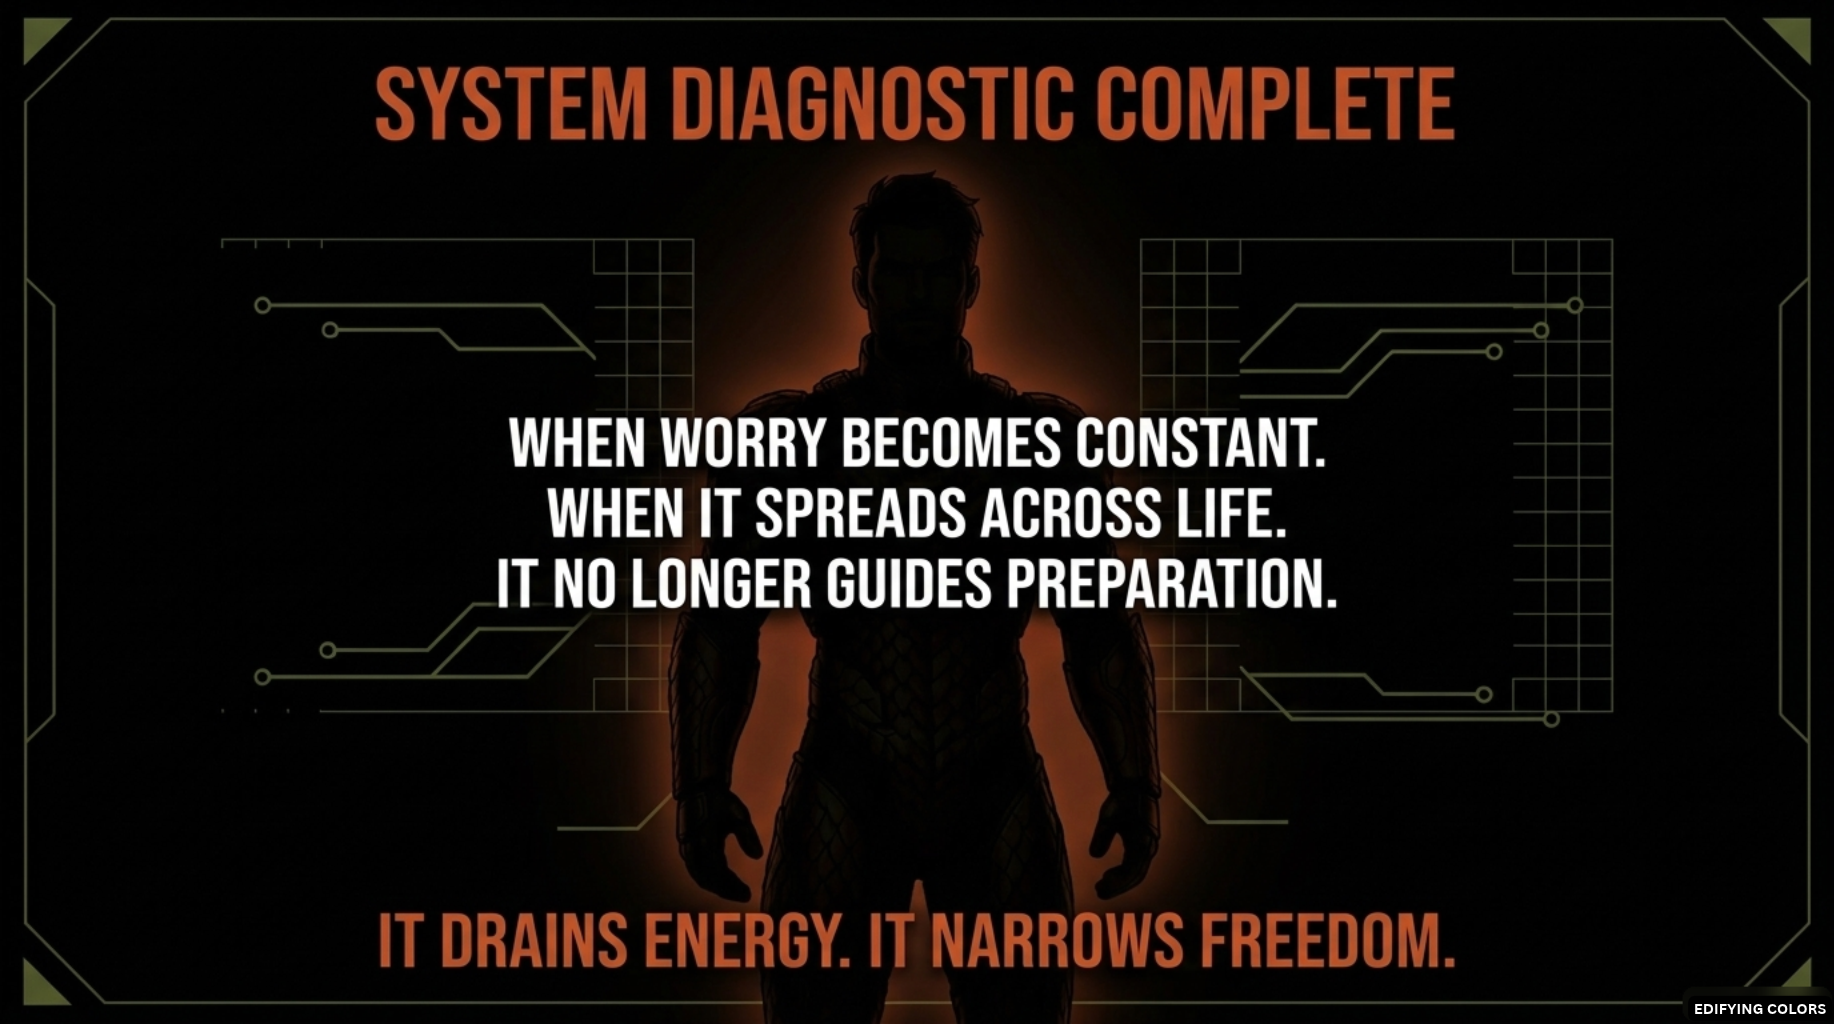 SYSTEM DIAGNOSTIC COMPLETE
WHEN WORRY BECOMES CONSTANT.
WHEN IT SPREADS ACROSS LIFE.
IT NO LONGER GUIDES PREPARATION.
IT DRAINS ENERGY. IT NARROWS FREEDOM.
EDIFYING COLORS